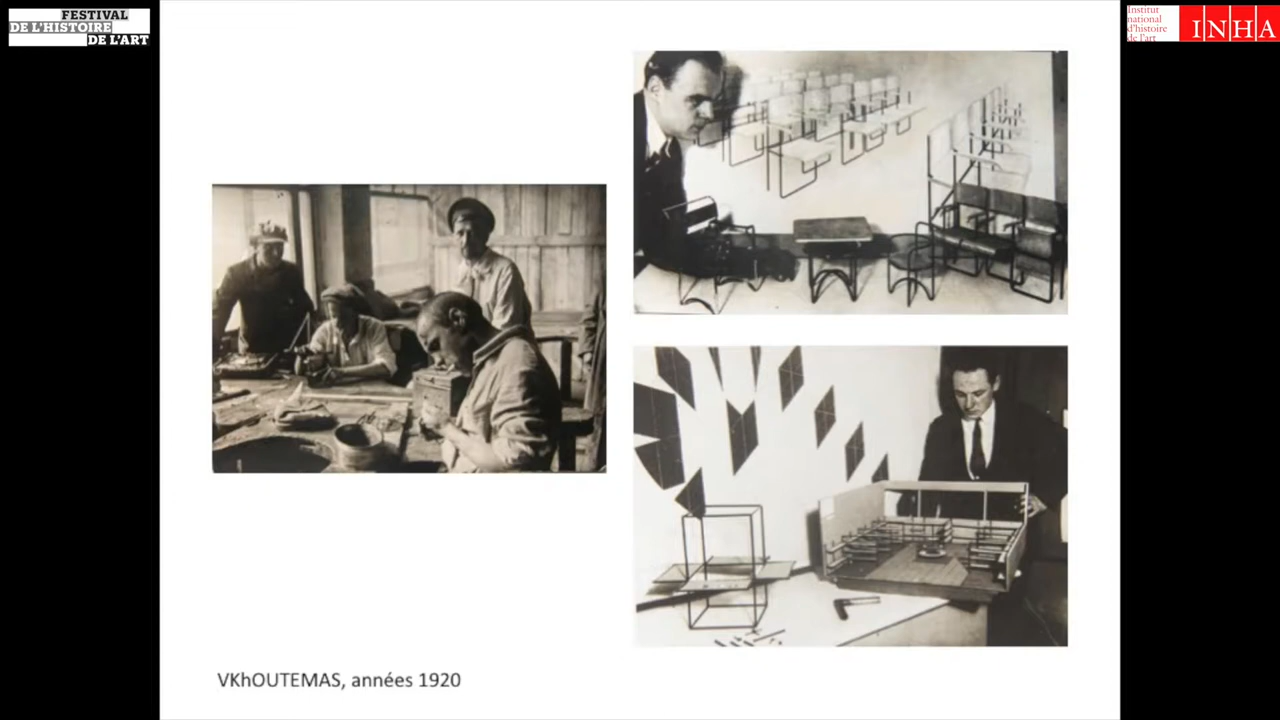 FESTIVAL
DE L'HISTOIRE
DE L'ART
Institut
national
d'histoire
de l'art
INHA
VKhOUTEMAS, années 1920